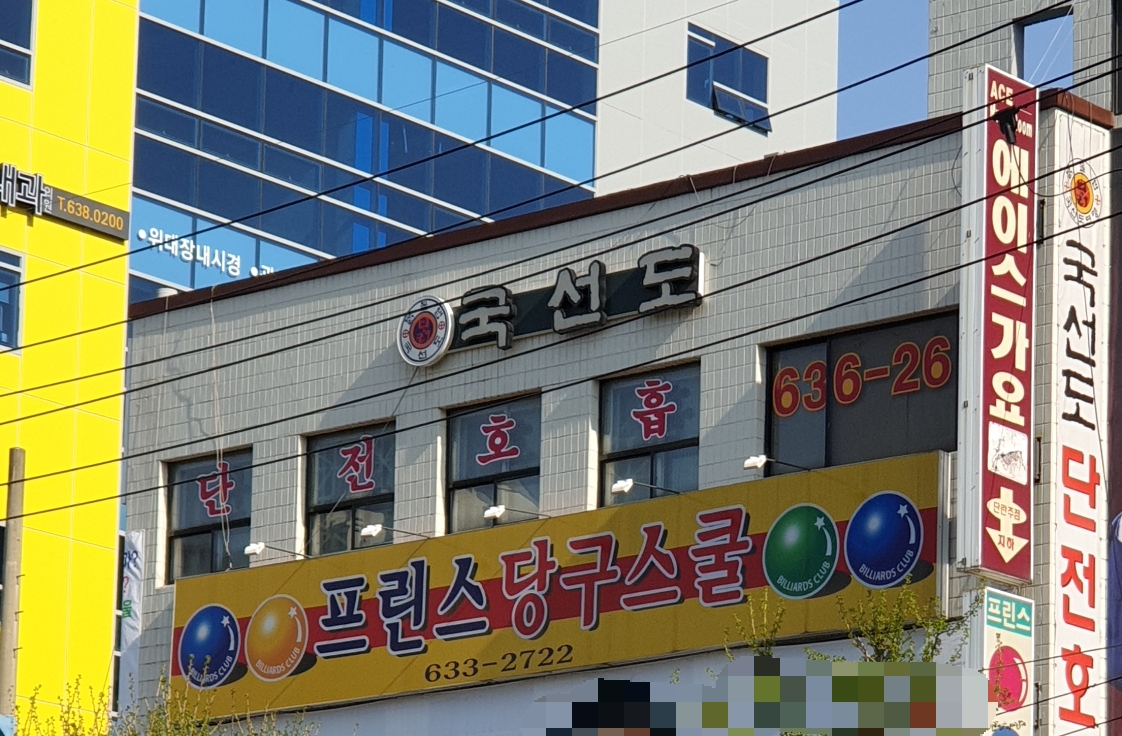 내과의원 T.638.0200
•위대장내시경
국선도
단전호흡
636-26
프린스당구스쿨
BILLIARDS CLUB
BILLIARDS CLUB
BILLIARDS CLUB
BILLIARDS CLUB
633-2722
ACE
에이스가요
단란주점
지하
국선도 단전호
프린스